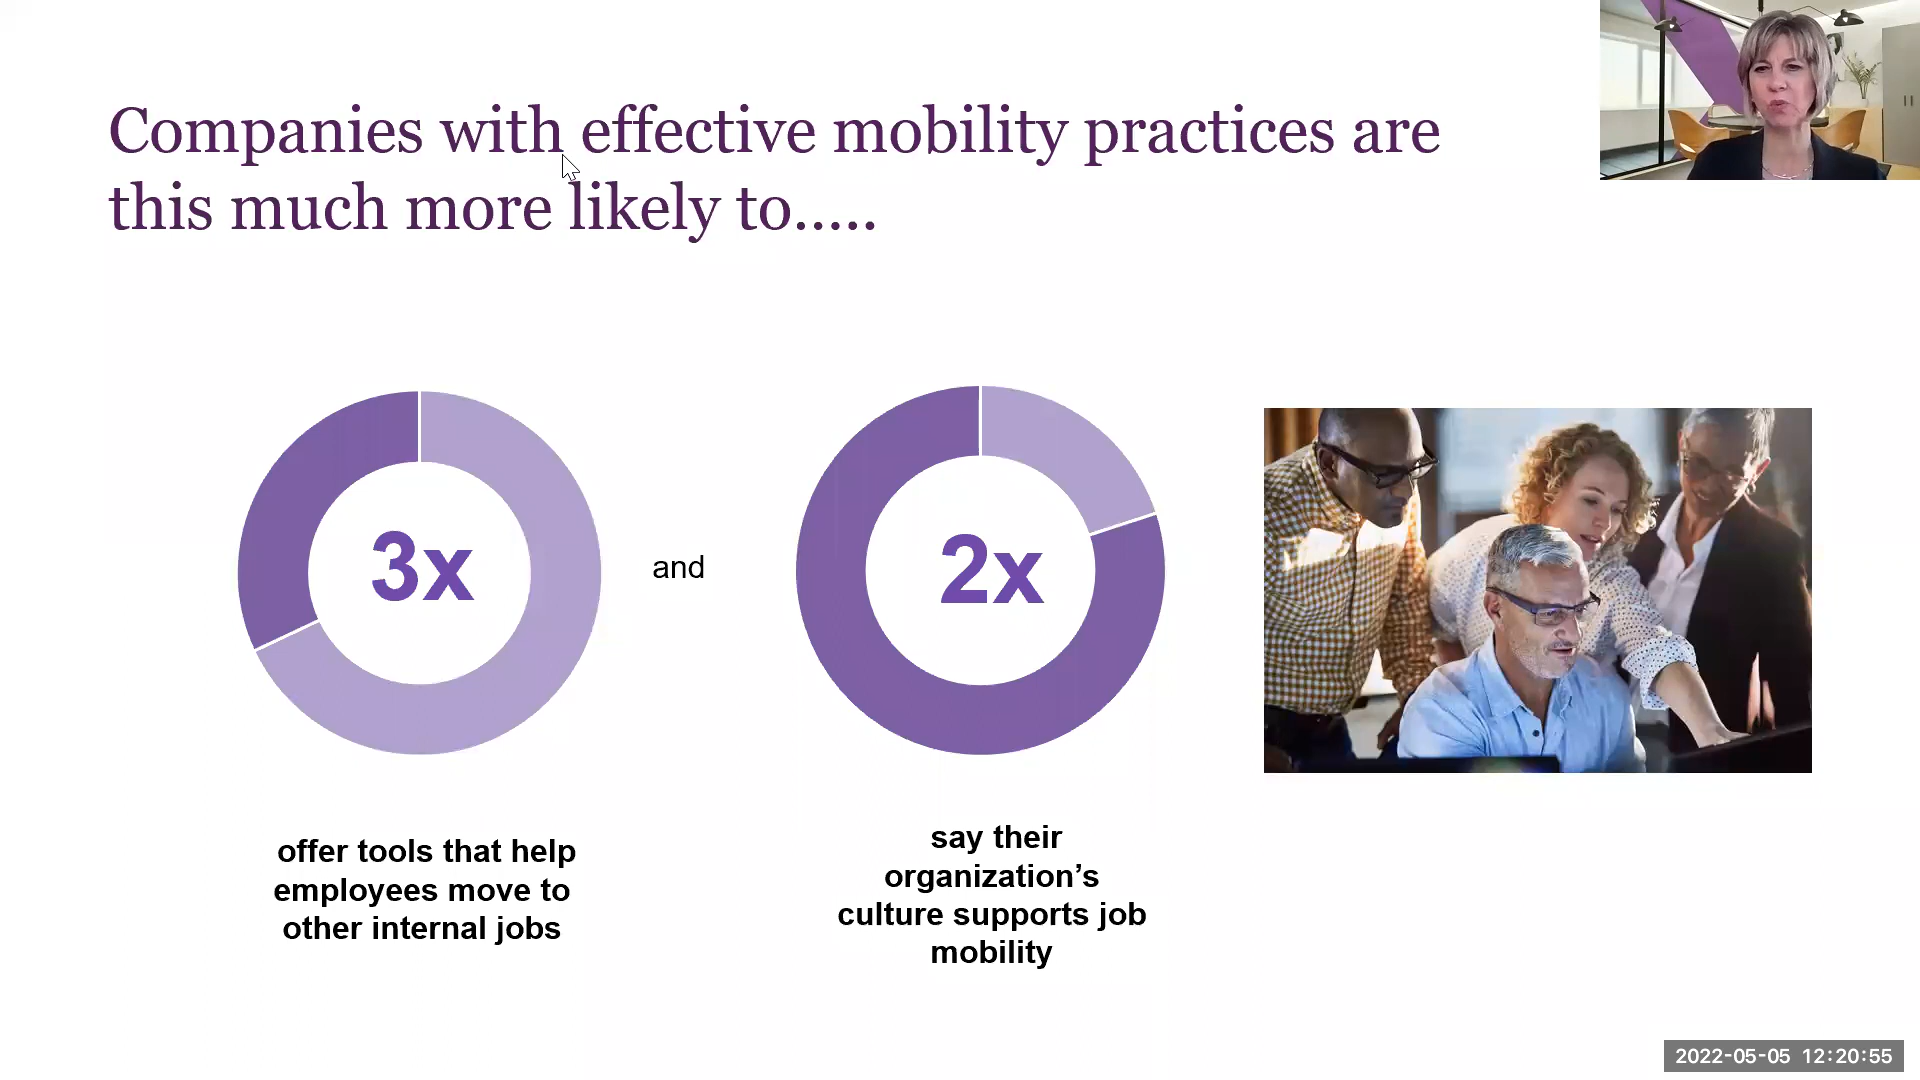 Companies with effective mobility practices are
this much more likely to.....
3x
and
2x
offer tools that help
employees move to
other internal jobs
say their
organization’s
culture supports job
mobility
2022-05-05 12:20:55